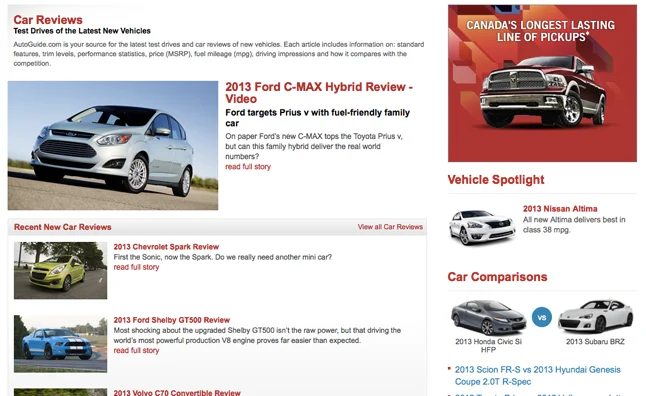 Car Reviews
Test Drives of the Latest New Vehicles
AutoGuide.com is your source for the latest test drives and car reviews of new vehicles. Each article includes information on: standard
features, trim levels, performance statistics, price (MSRP), fuel mileage (mpg), driving impressions and how it compares with the
competition.
2013 Ford C-MAX Hybrid Review -
Video
Ford targets Prius v with fuel-friendly family
car
On paper Ford's new C-MAX tops the Toyota Prius v,
but can this family hybrid deliver the real world
numbers?
read full story
Recent New Car Reviews
View all Car Reviews
2013 Chevrolet Spark Review
First the Sonic, now the Spark. Do we really need another mini car?
read full story
2013 Ford Shelby GT500 Review
Most shocking about the upgraded Shelby GT500 isn't the raw power, but that driving the
world's most powerful production V8 engine proves far easier than expected.
read full story
2013 Volvo C70 Convertible Review
CANADA'S LONGEST LASTING
LINE OF PICKUPS*
Vehicle Spotlight
2013 Nissan Altima
All new Altima delivers best in
class 38 mpg.
Car Comparisons
vs
2013 Honda Civic Si
HFP
2013 Subaru BRZ
2013 Scion FR-S vs 2013 Hyundai Genesis
Coupe 2.0T R-Spec